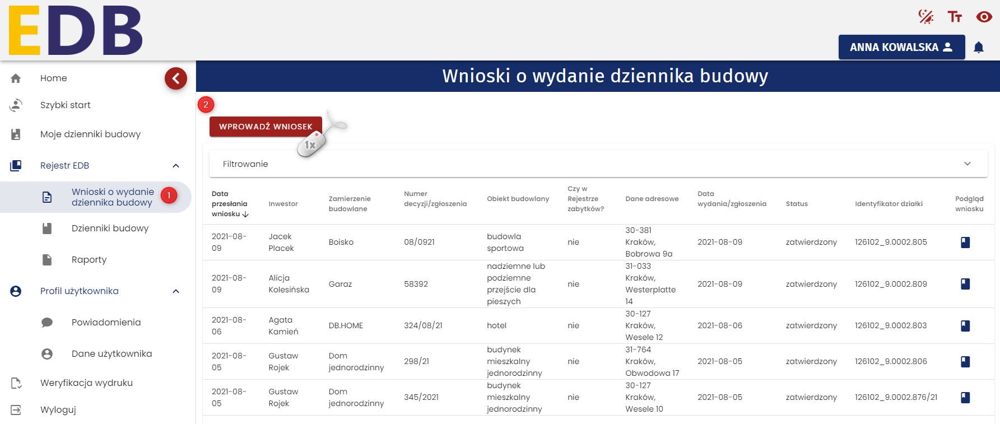 EDB
ANNA KOWALSKA
Home
Szybki start
Moje dzienniki budowy
Rejestr EDB
Wnioski o wydanie
dziennika budowy
1
Dzienniki budowy
Raporty
Profil użytkownika
Powiadomienia
Dane użytkownika
Weryfikacja wydruku
Wyloguj
Wnioski o wydanie dziennika budowy
2
WPROWADŹ WNIOSEK
1x
Filtrowanie
Data
przesłania
wniosku
Inwestor
Zamierzenie
budowlane
Numer
decyzji/zgłoszenia
Obiekt budowlany
Czy w
Rejestrze
zabytków?
Dane adresowe
Data
wydania/zgłoszenia
Status
Identyfikator działki
Podgląd
wniosku
2021-08-
09
Jacek
Placek
Boisko
08/0921
budowla
sportowa
nie
30-381
Kraków,
Bobrowa 9a
2021-08-09
zatwierdzony
126102_9.0002.805
2021-08-
09
Alicja
Kolesińska
Garaz
58392
nadziemne lub
podziemne
przejście dla
pieszych
nie
31-033
Kraków,
Westerplatte
14
2021-08-09
zatwierdzony
126102_9.0002.809
2021-08-
06
Agata
Kamień
DB.HOME
324/08/21
hotel
nie
30-127
Kraków,
Wesele 12
2021-08-06
zatwierdzony
126102_9.0002.803
2021-08-
05
Gustaw
Rojek
Dom
jednorodzinny
298/21
budynek
mieszkalny
jednorodzinny
nie
31-764
Kraków,
Obwodowa 17
2021-08-05
zatwierdzony
126102_9.0002.806
2021-08-
05
Gustaw
Rojek
Dom
jednorodzinny
345/2021
budynek
mieszkalny
jednorodzinny
nie
30-127
Kraków,
Wesele 10
2021-08-05
zatwierdzony
126102_9.0002.876/21